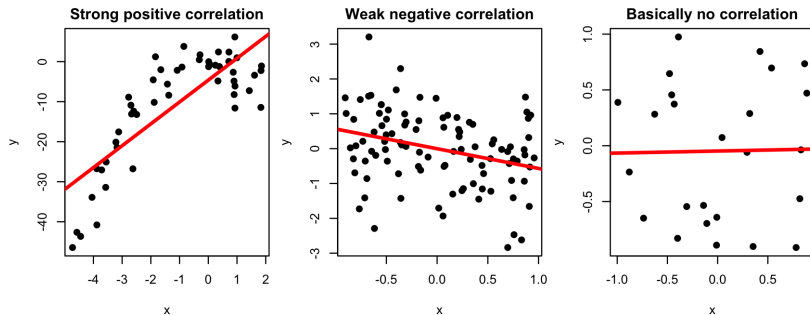 Strong positive correlation
y
0
-10
-20
-30
-40
-4 -3 -2 -1 0 1 2
x
Weak negative correlation
y
3
2
1
0
-1
-2
-3
-0.5 0.0 0.5 1.0
x
Basically no correlation
y
1.0
0.5
0.0
-0.5
-1.0 -0.5 0.0 0.5
x